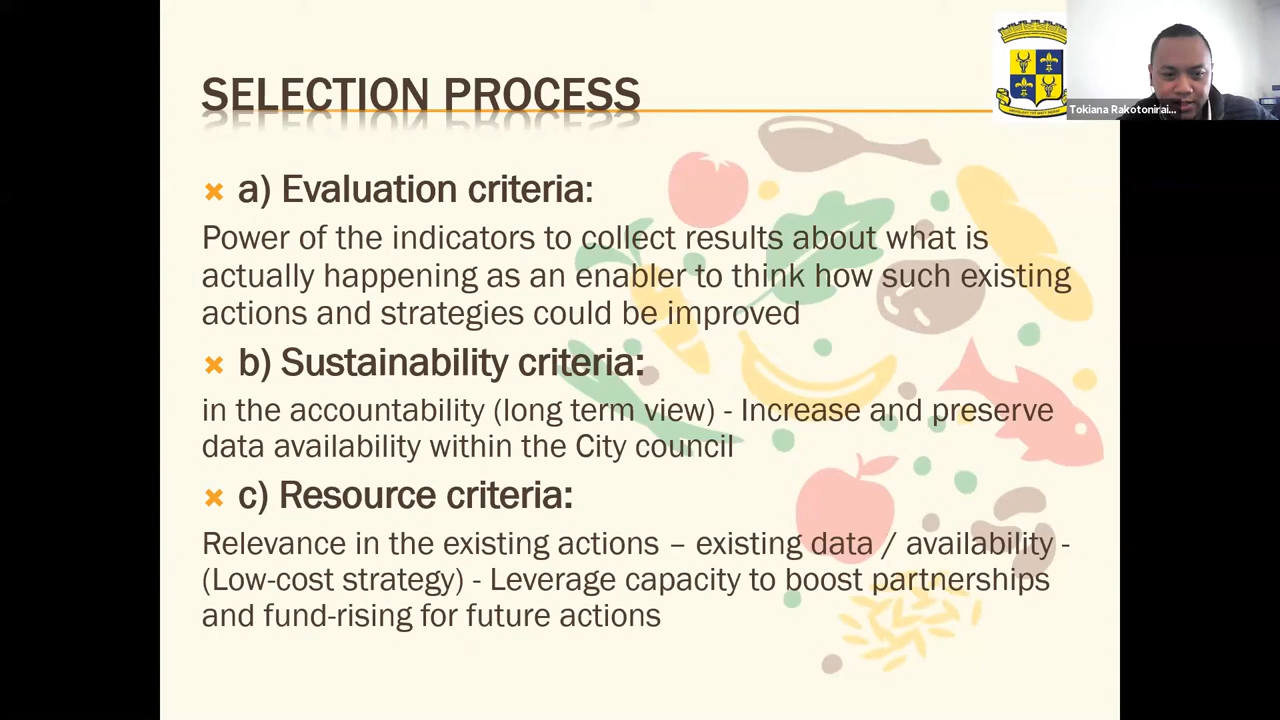 SELECTION PROCESS
Tokiana Rakotonirai...
a) Evaluation criteria:
Power of the indicators to collect results about what is
actually happening as an enabler to think how such existing
actions and strategies could be improved
b) Sustainability criteria:
in the accountability (long term view) - Increase and preserve
data availability within the City council
c) Resource criteria:
Relevance in the existing actions – existing data / availability -
(Low-cost strategy) - Leverage capacity to boost partnerships
and fund-rising for future actions